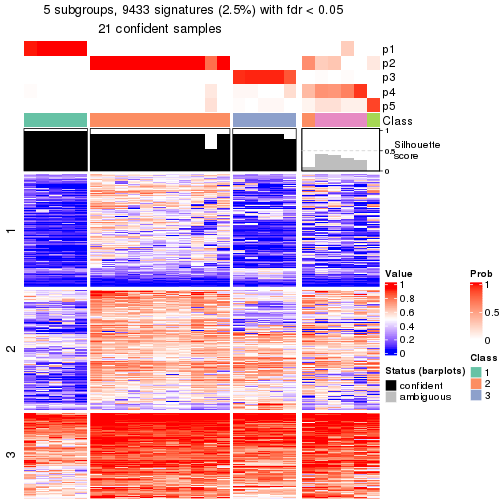 5 subgroups, 9433 signatures (2.5%) with fdr < 0.05
21 confident samples
p1
p2
p3
p4
p5
Class
1
0.5
0
Silhouette
score
1
2
3
Value
1
0.8
0.6
0.4
0.2
0
Prob
1
0.5
0
Status (barplots)
confident
ambiguous
Class
1
2
3